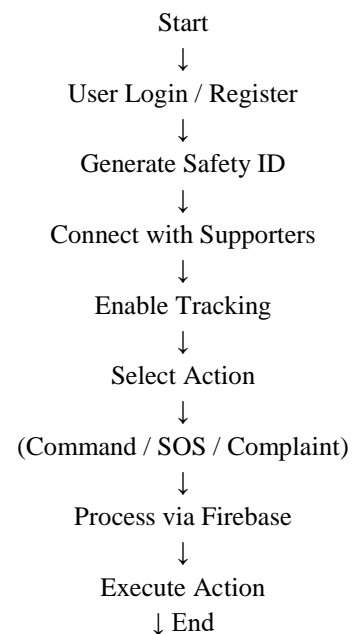 Start
↓
User Login / Register
↓
Generate Safety ID
↓
Connect with Supporters
↓
Enable Tracking
↓
Select Action
↓
(Command / SOS / Complaint)
↓
Process via Firebase
↓
Execute Action
↓ End